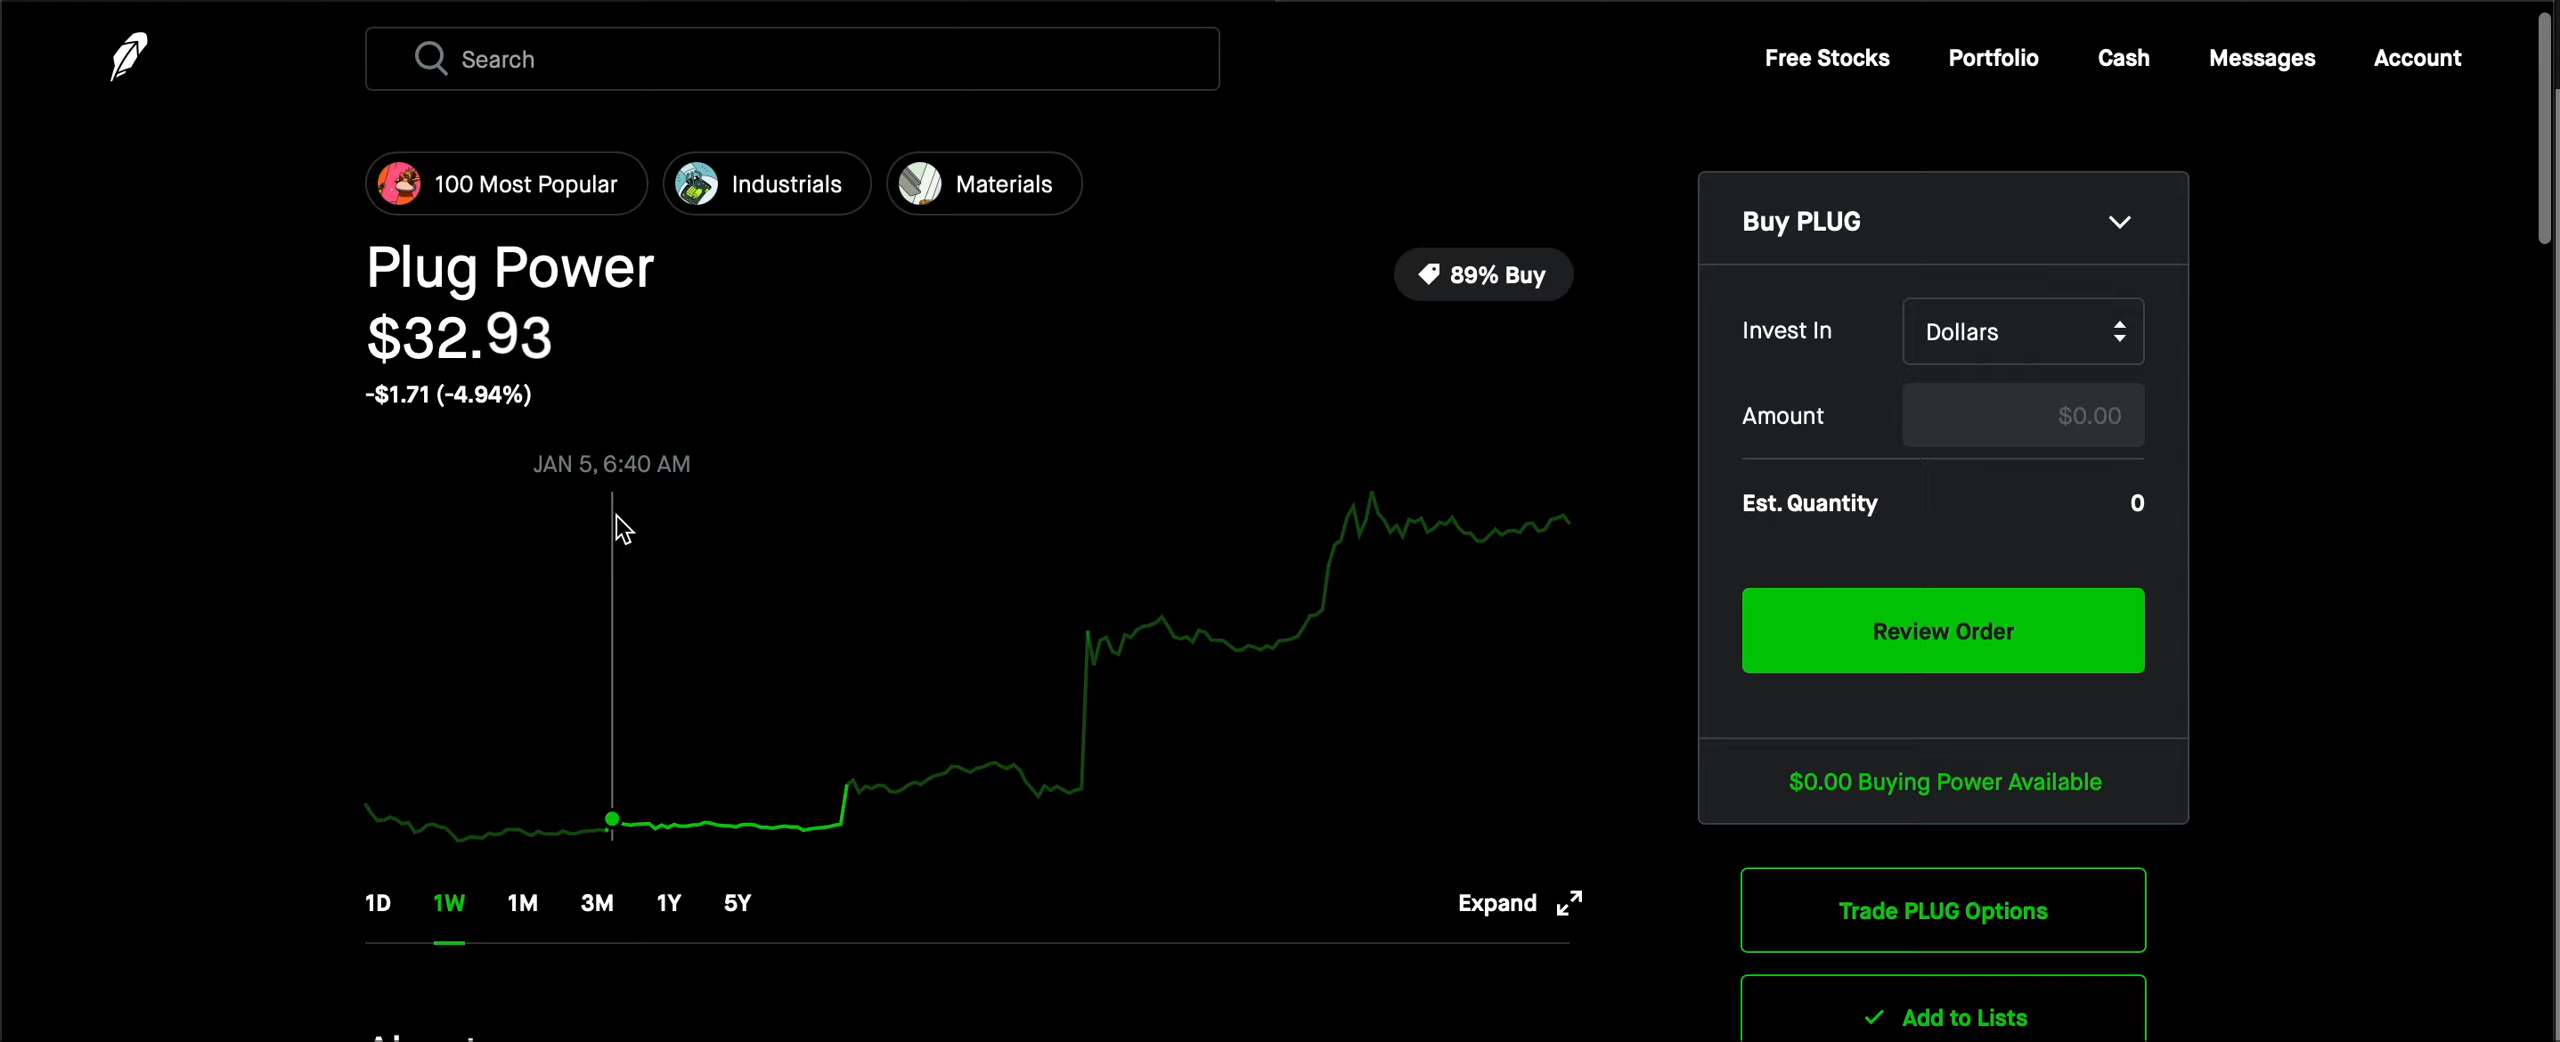 Search
Free Stocks
Portfolio
Cash
Messages
Account
100 Most Popular
Industrials
Materials
Plug Power
$32.93
-$1.71 (-4.94%)
89% Buy
JAN 5, 6:40 AM
1D
1W
1M
3M
1Y
5Y
Expand
Buy PLUG
Invest In
Dollars
Amount
$0.00
Est. Quantity
0
Review Order
$0.00 Buying Power Available
Trade PLUG Options
Add to Lists